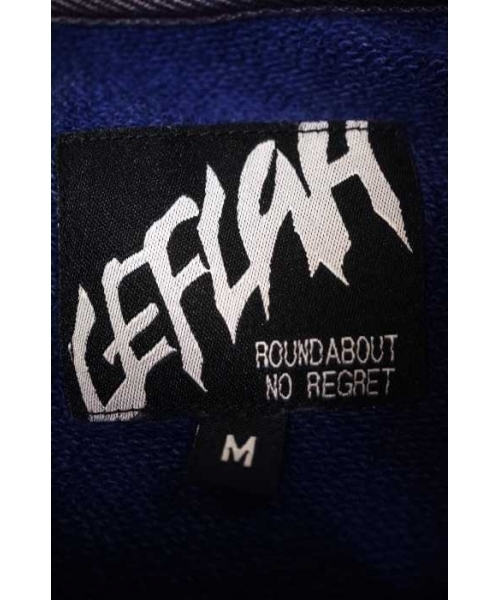 LEFLAH
ROUNDABOUT
NO REGRET
M